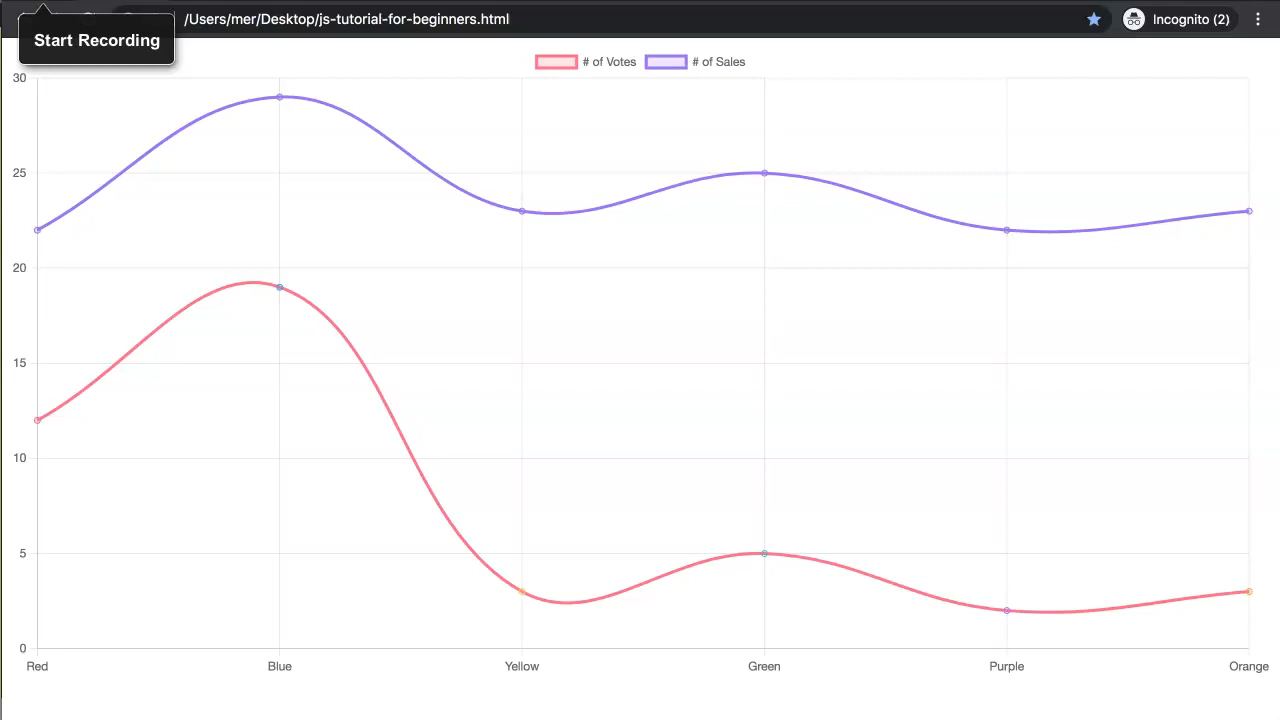 /Users/mer/Desktop/js-tutorial-for-beginners.html
Incognito (2)
Start Recording
# of Votes
# of Sales
30
25
20
15
10
5
0
Red
Blue
Yellow
Green
Purple
Orange